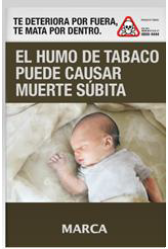 TE DETERIORA POR FUERA,
TE MATA POR DENTRO.
EL HUMO DE TABACO
PUEDE CAUSAR
MUERTE SÚBITA
MARCA